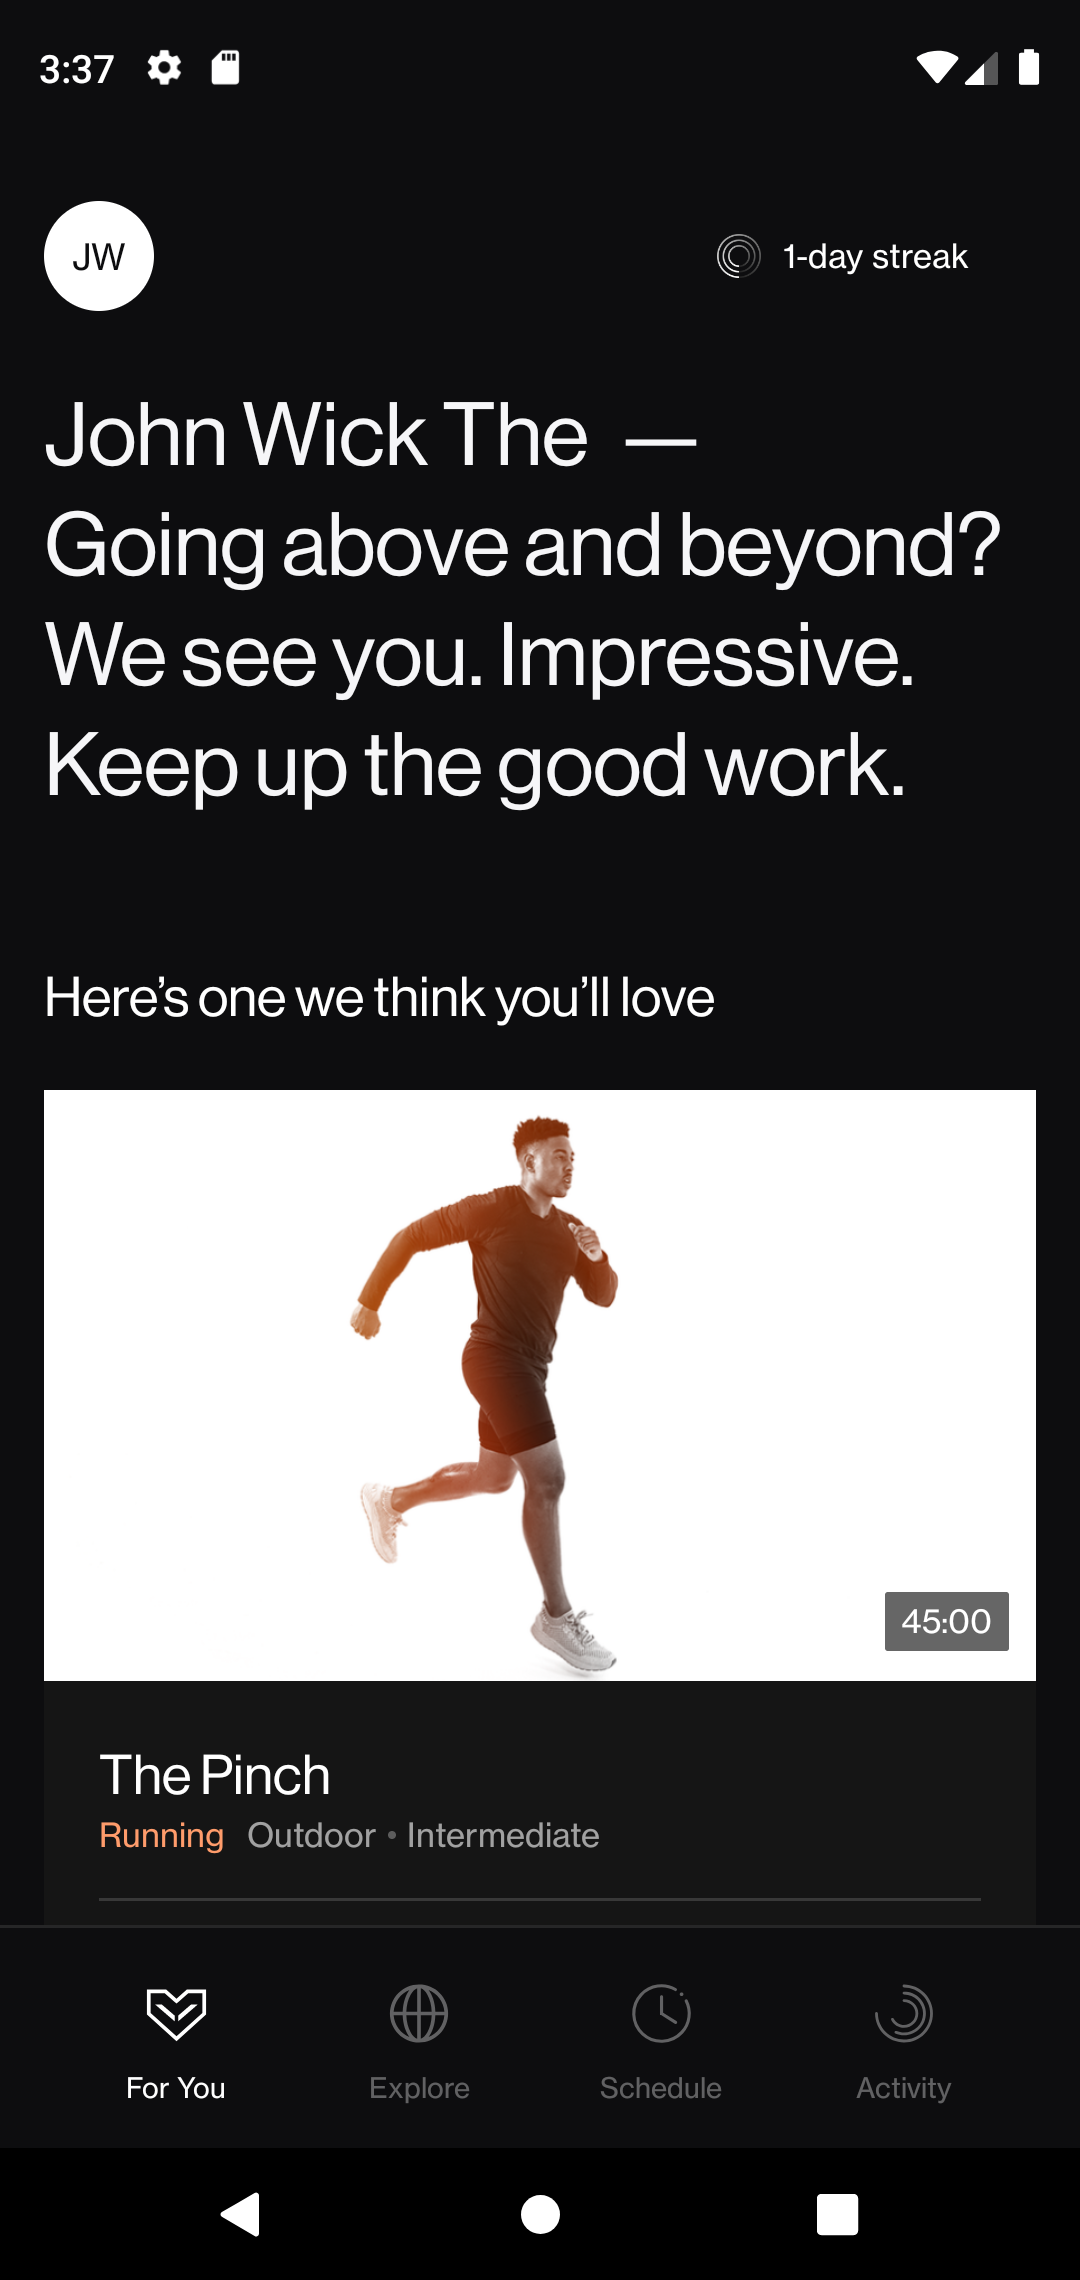 3:37
JW
1-day streak
John Wick The —
Going above and beyond?
We see you. Impressive.
Keep up the good work.
Here’s one we think you’ll love
45:00
The Pinch
Running Outdoor • Intermediate
For You
Explore
Schedule
Activity